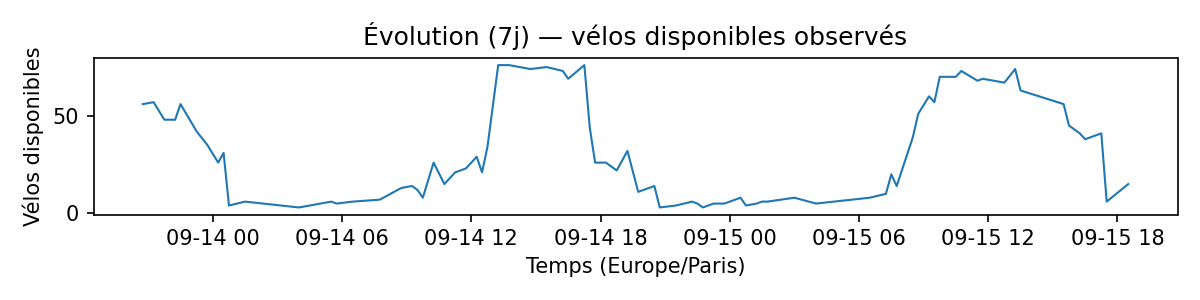 Évolution (7j) — vélos disponibles observés
Vélos disponibles
50
0
09-14 00 09-14 06 09-14 12 09-14 18 09-15 00 09-15 06 09-15 12 09-15 18
Temps (Europe/Paris)